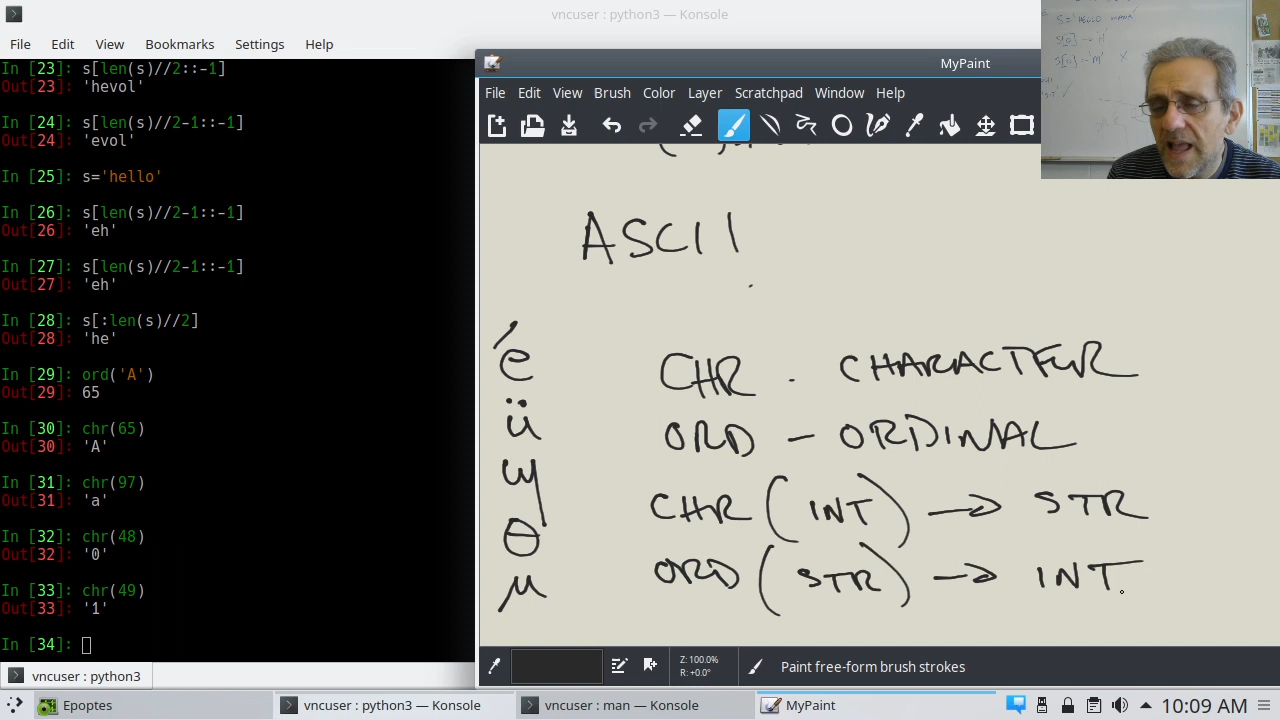 vncuser : python3 — Konsole
File Edit View Bookmarks Settings Help
In [23]: s[len(s)//2::-1]
Out[23]: 'hevol'
In [24]: s[len(s)//2-1::-1]
Out[24]: 'evol'
In [25]: s='hello'
In [26]: s[len(s)//2-1::-1]
Out[26]: 'eh'
In [27]: s[len(s)//2-1::-1]
Out[27]: 'eh'
In [28]: s[:len(s)//2]
Out[28]: 'he'
In [29]: ord('A')
Out[29]: 65
In [30]: chr(65)
Out[30]: 'A'
In [31]: chr(97)
Out[31]: 'a'
In [32]: chr(48)
Out[32]: '0'
In [33]: chr(49)
Out[33]: '1'
In [34]:
vncuser : python3
MyPaint
File Edit View Brush Color Layer Scratchpad Window Help
ASCII
é
ü
θ
μ
CHR - CHARACTER
ORD - ORDINAL
CHR (INT) → STR
ORD (STR) → INT
Z: 100.0%
R: +0.0°
Paint free-form brush strokes
S='HELLO
Epoptes
vncuser : python3 — Konsole
vncuser : man — Konsole
MyPaint
10:09 AM